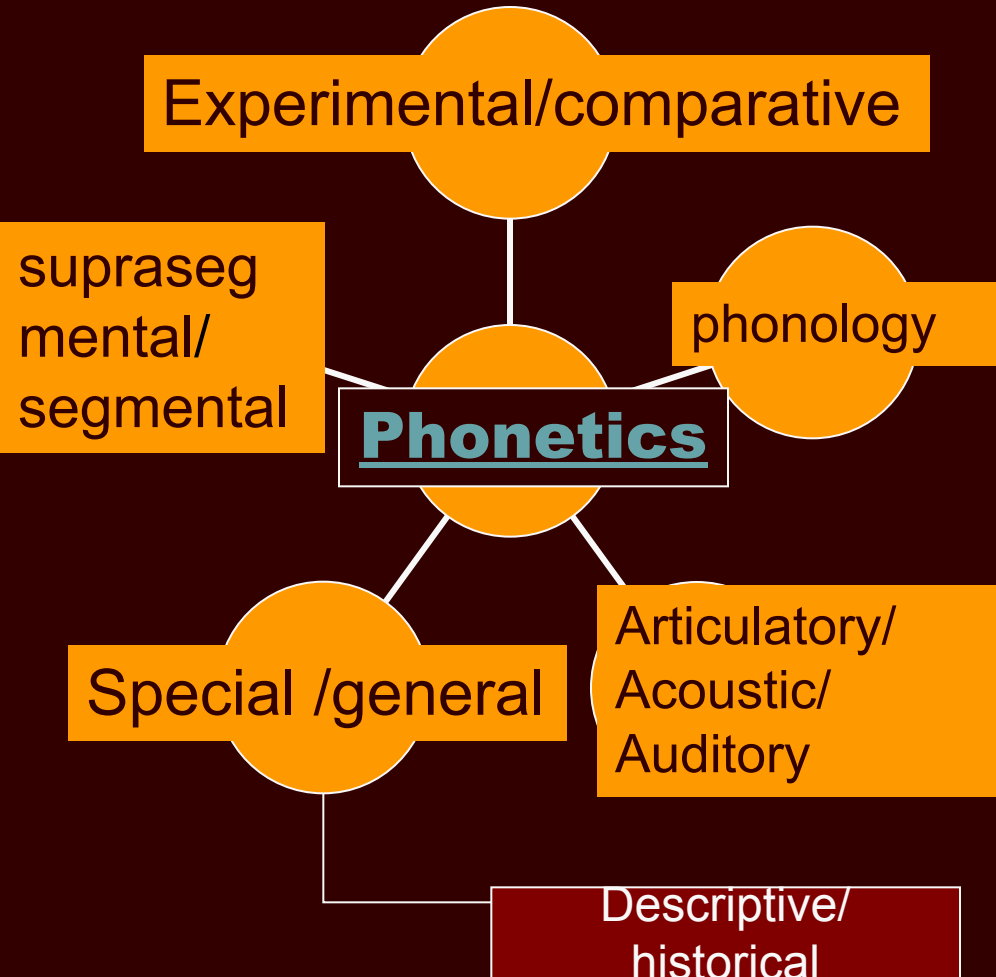 Experimental/comparative
supraseg
mental/
segmental
phonology
Phonetics
Special /general
Articulatory/
Acoustic/
Auditory
Descriptive/
historical